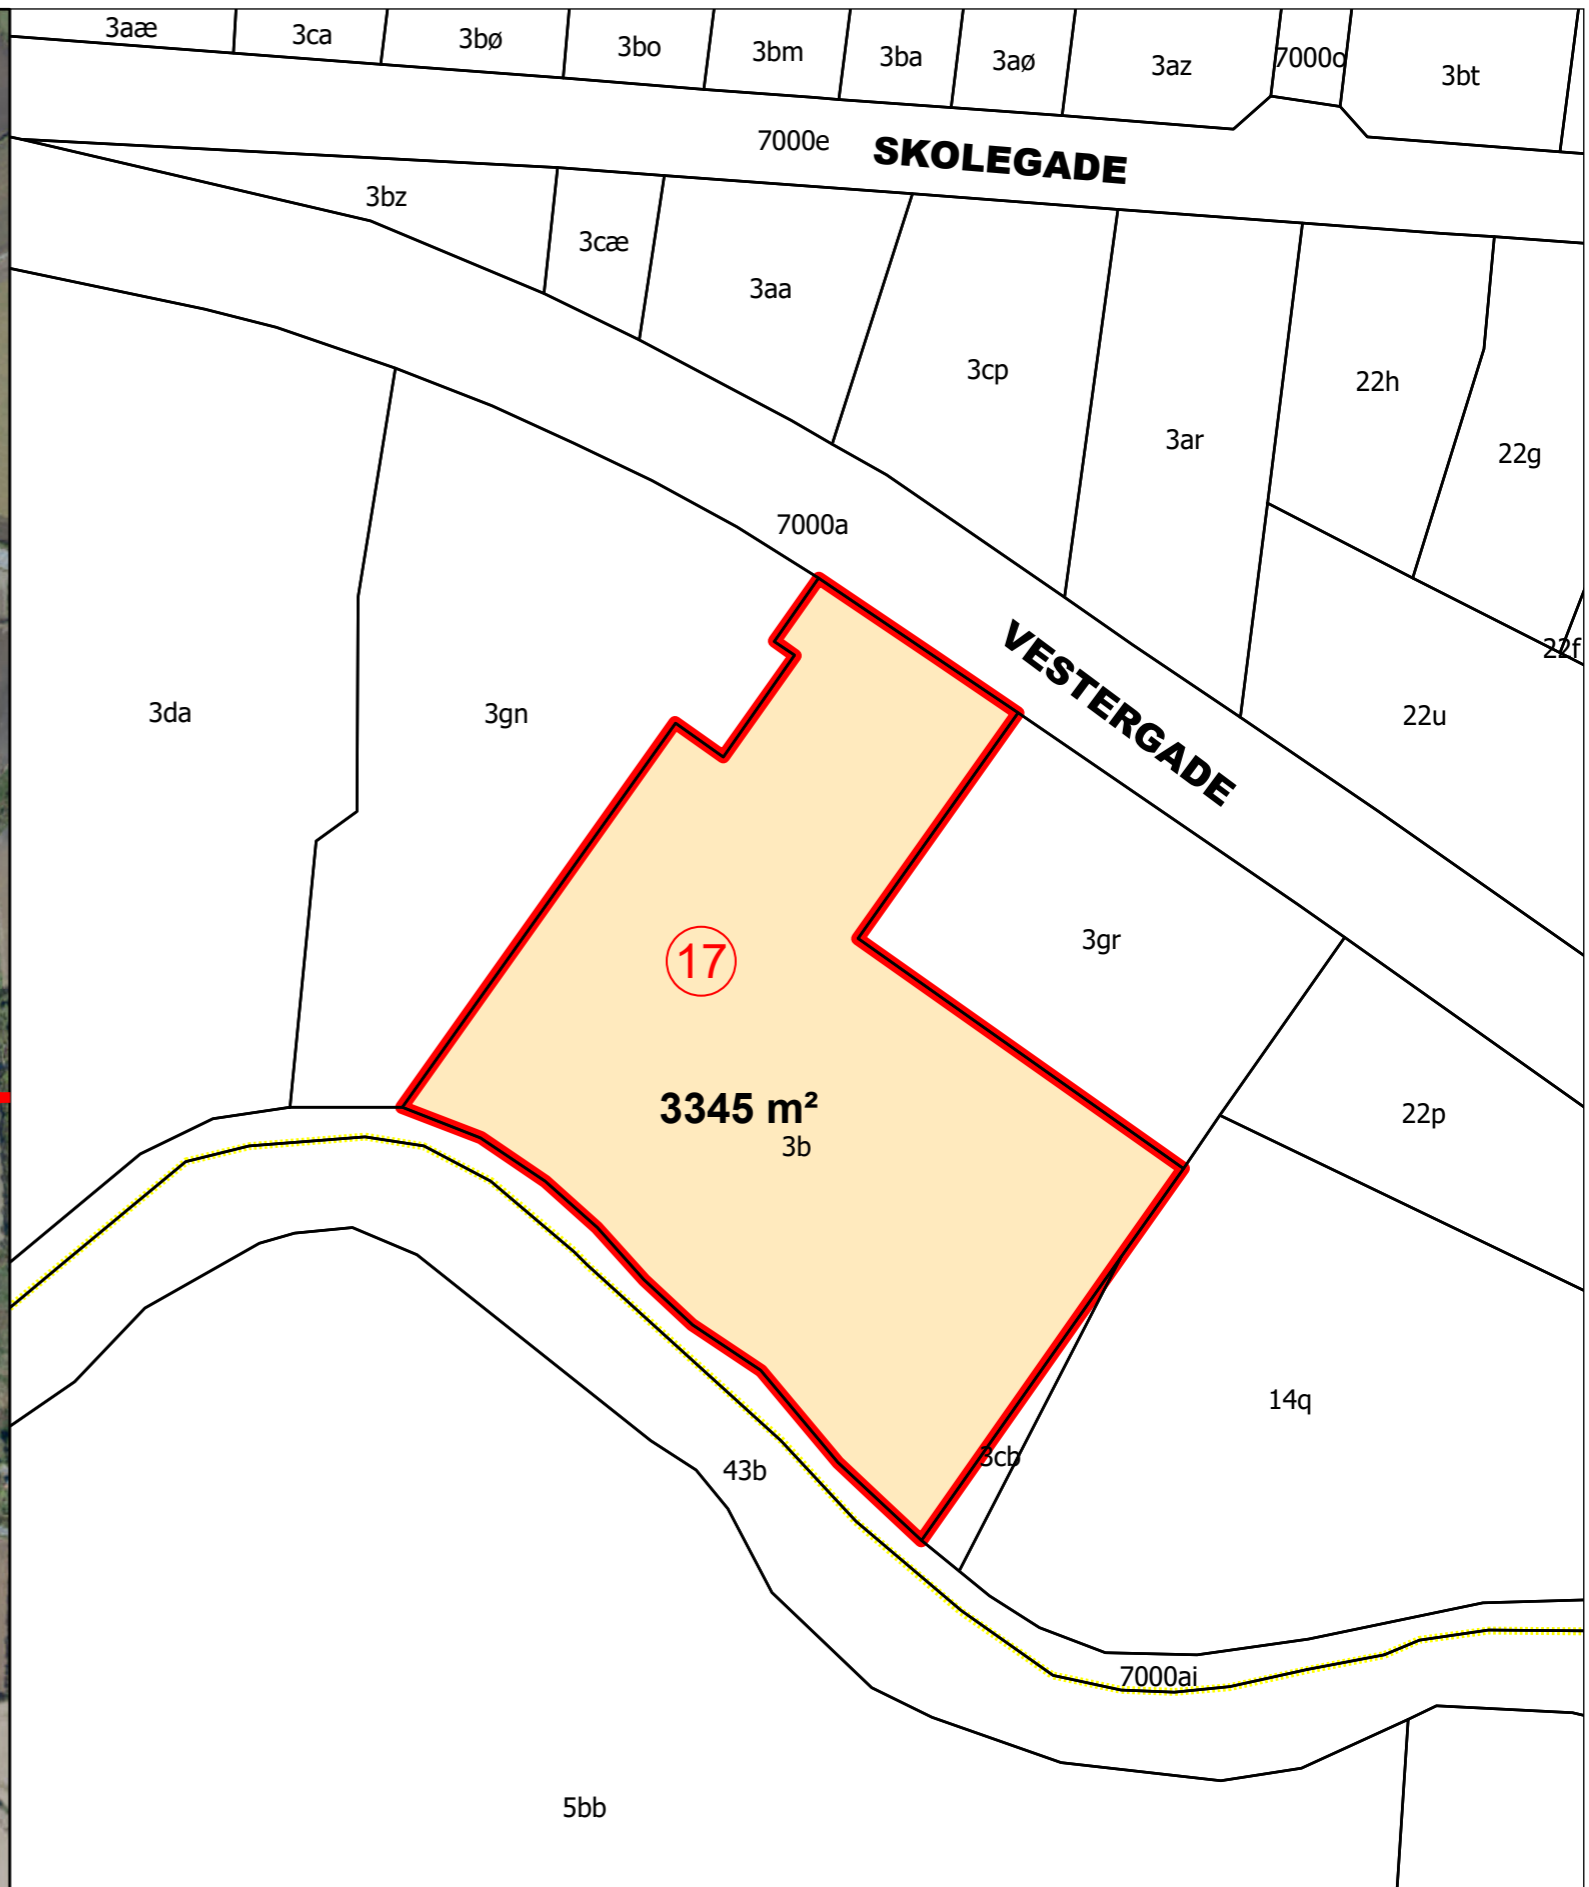 3aæ
3ca
3bø
3bo
3bm
3ba
3aø
3az
7000o
3bt
7000e
SKOLEGADE
3bz
3cæ
3aa
3cp
3ar
22h
22g
7000a
22f
VESTERGADE
22u
3da
3gn
3gr
17
3345 m²
3b
22p
14q
3cb
43b
7000ai
5bb